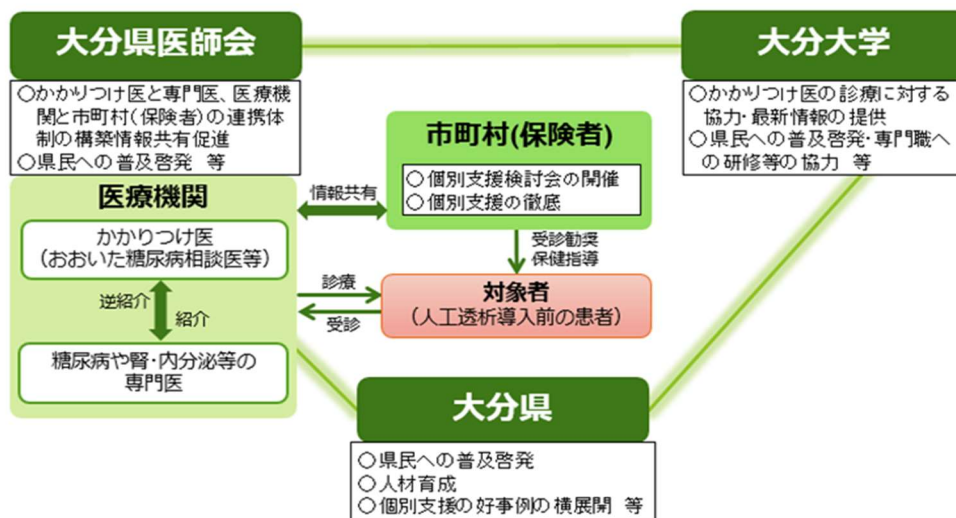 大分県医師会
○かかりつけ医と専門医、医療機
関と市町村(保険者)の連携体
制の構築情報共有促進
○県民への普及啓発 等
大分大学
○かかりつけ医の診療に対する
協力・最新情報の提供
○県民への普及啓発・専門職へ
の研修等の協力 等
市町村(保険者)
○個別支援検討会の開催
○個別支援の徹底
医療機関
かかりつけ医
(おおいた糖尿病相談医等)
逆紹介
紹介
糖尿病や腎・内分泌等の
専門医
情報共有
受診勧奨
保健指導
診療
受診
対象者
(人工透析導入前の患者)
大分県
○県民への普及啓発
○人材育成
○個別支援の好事例の横展開 等